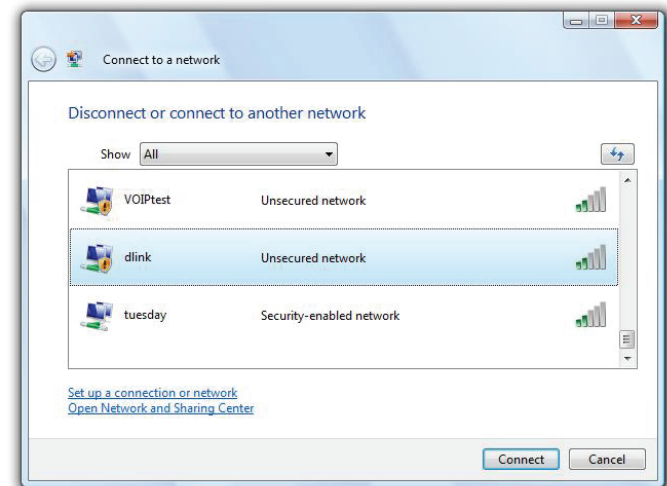 Connect to a network
Disconnect or connect to another network
Show All
VOIPtest Unsecured network
dlink Unsecured network
tuesday Security-enabled network
Set up a connection or network
Open Network and Sharing Center
Connect Cancel